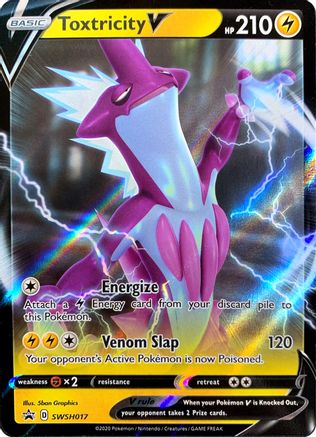 BASIC
Toxtricity V HP 210
Energize
Attach a Energy card from your discard pile to
this Pokémon.
Venom Slap 120
Your opponent's Active Pokémon is now Poisoned.
weakness ×2 resistance retreat
Illus. 5ban Graphics
V rule When your Pokémon V is Knocked Out,
your opponent takes 2 Prize cards.
D SWSH017
©2020 Pokémon / Nintendo / Creatures / GAME FREAK